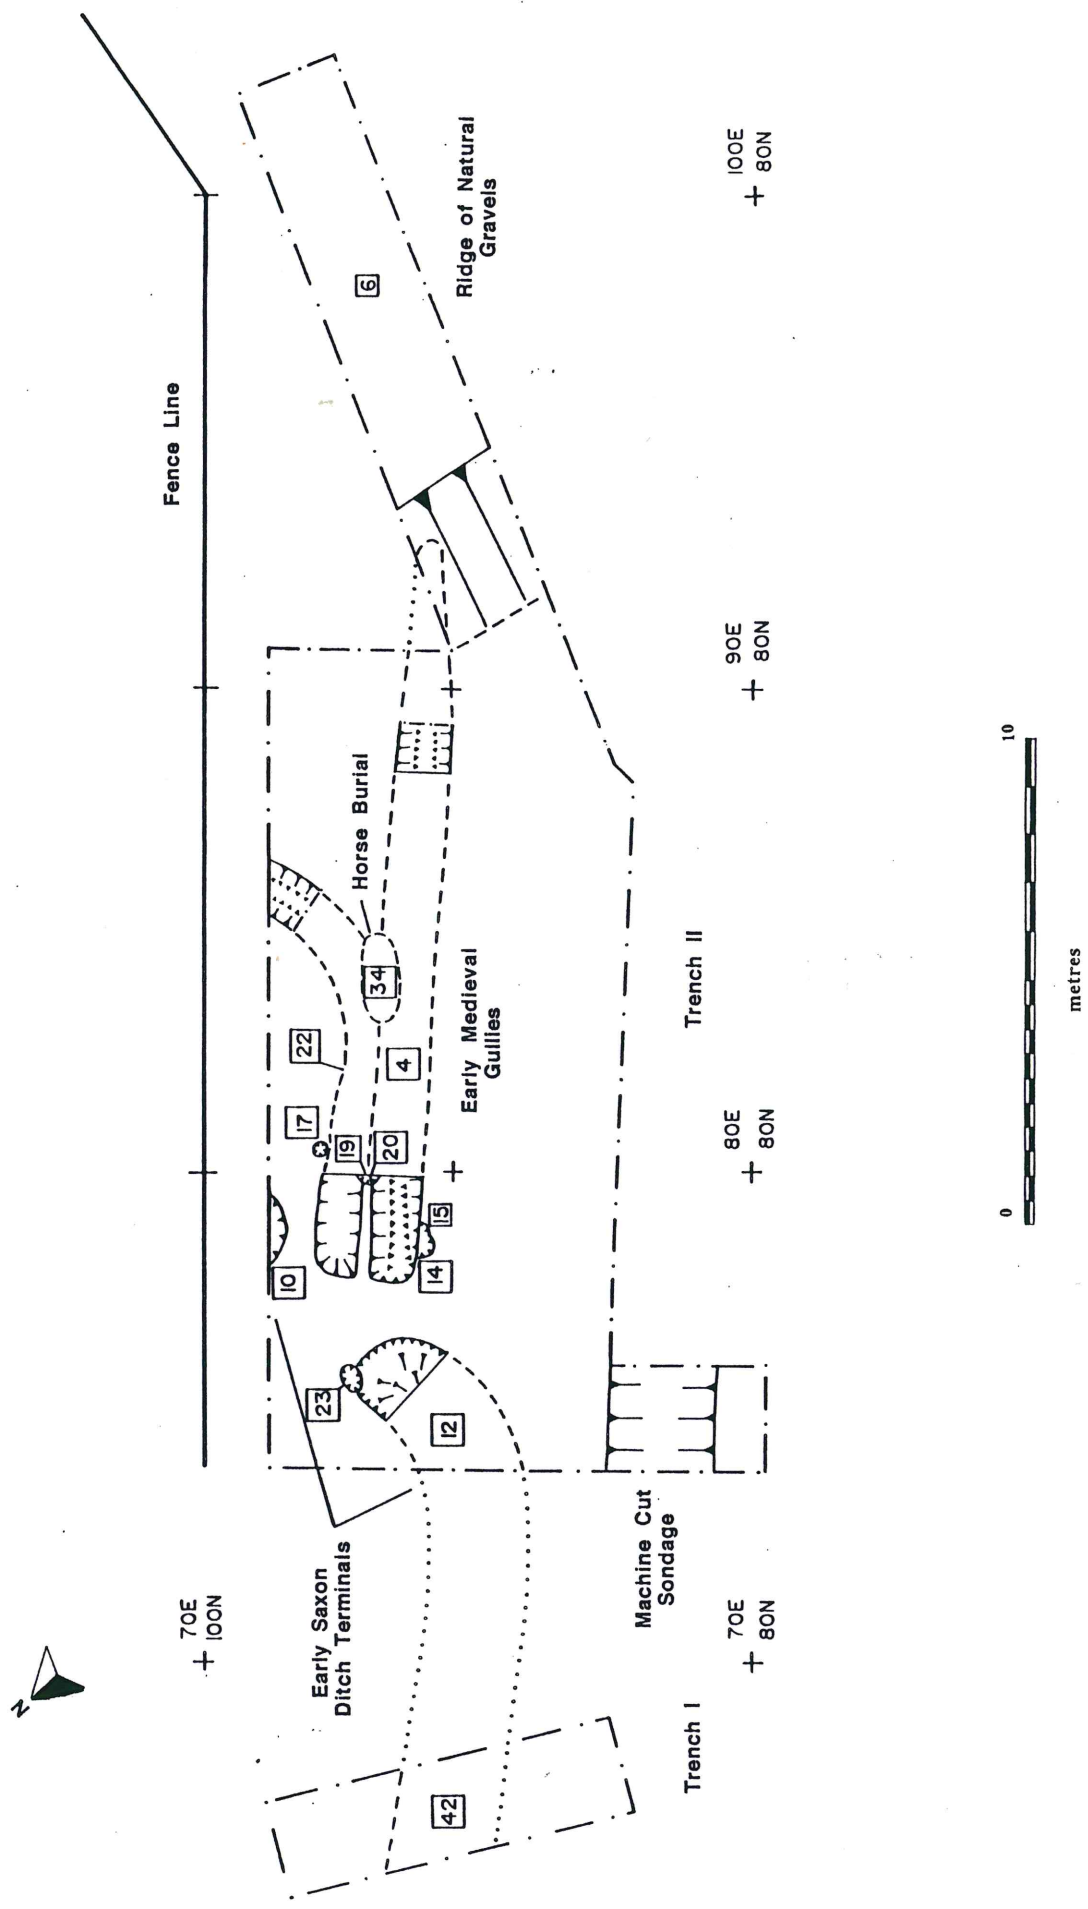 N
70E
100N
Fence Line
Early Saxon
Ditch Terminals
10
17
22
Horse Burial
6
Ridge of Natural
Gravels
23
19
20
34
4
12
14
15
42
Early Medieval
Gullies
Machine Cut
Sondage
Trench I
Trench II
70E
80N
80E
80N
90E
80N
100E
80N
0
10
metres